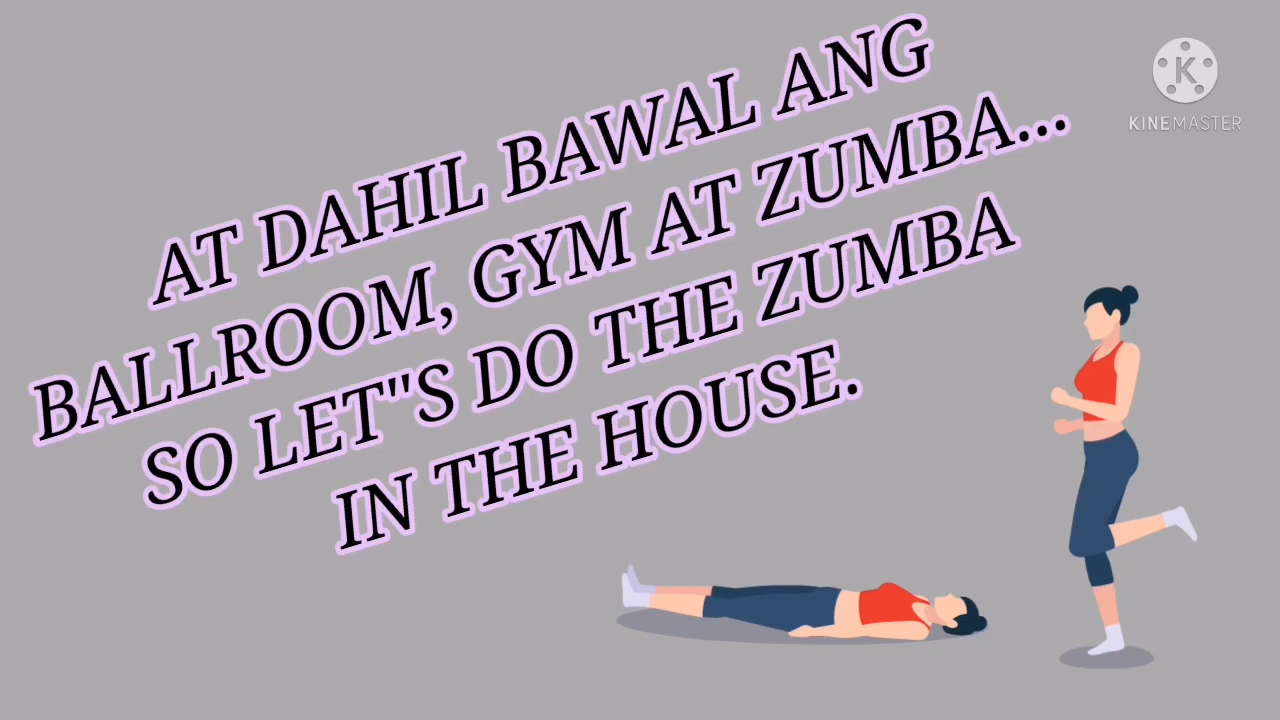 AT DAHIL BAWAL ANG
BALLROOM, GYM AT ZUMBA...
SO LET"S DO THE ZUMBA
IN THE HOUSE.
K
KINEMASTER